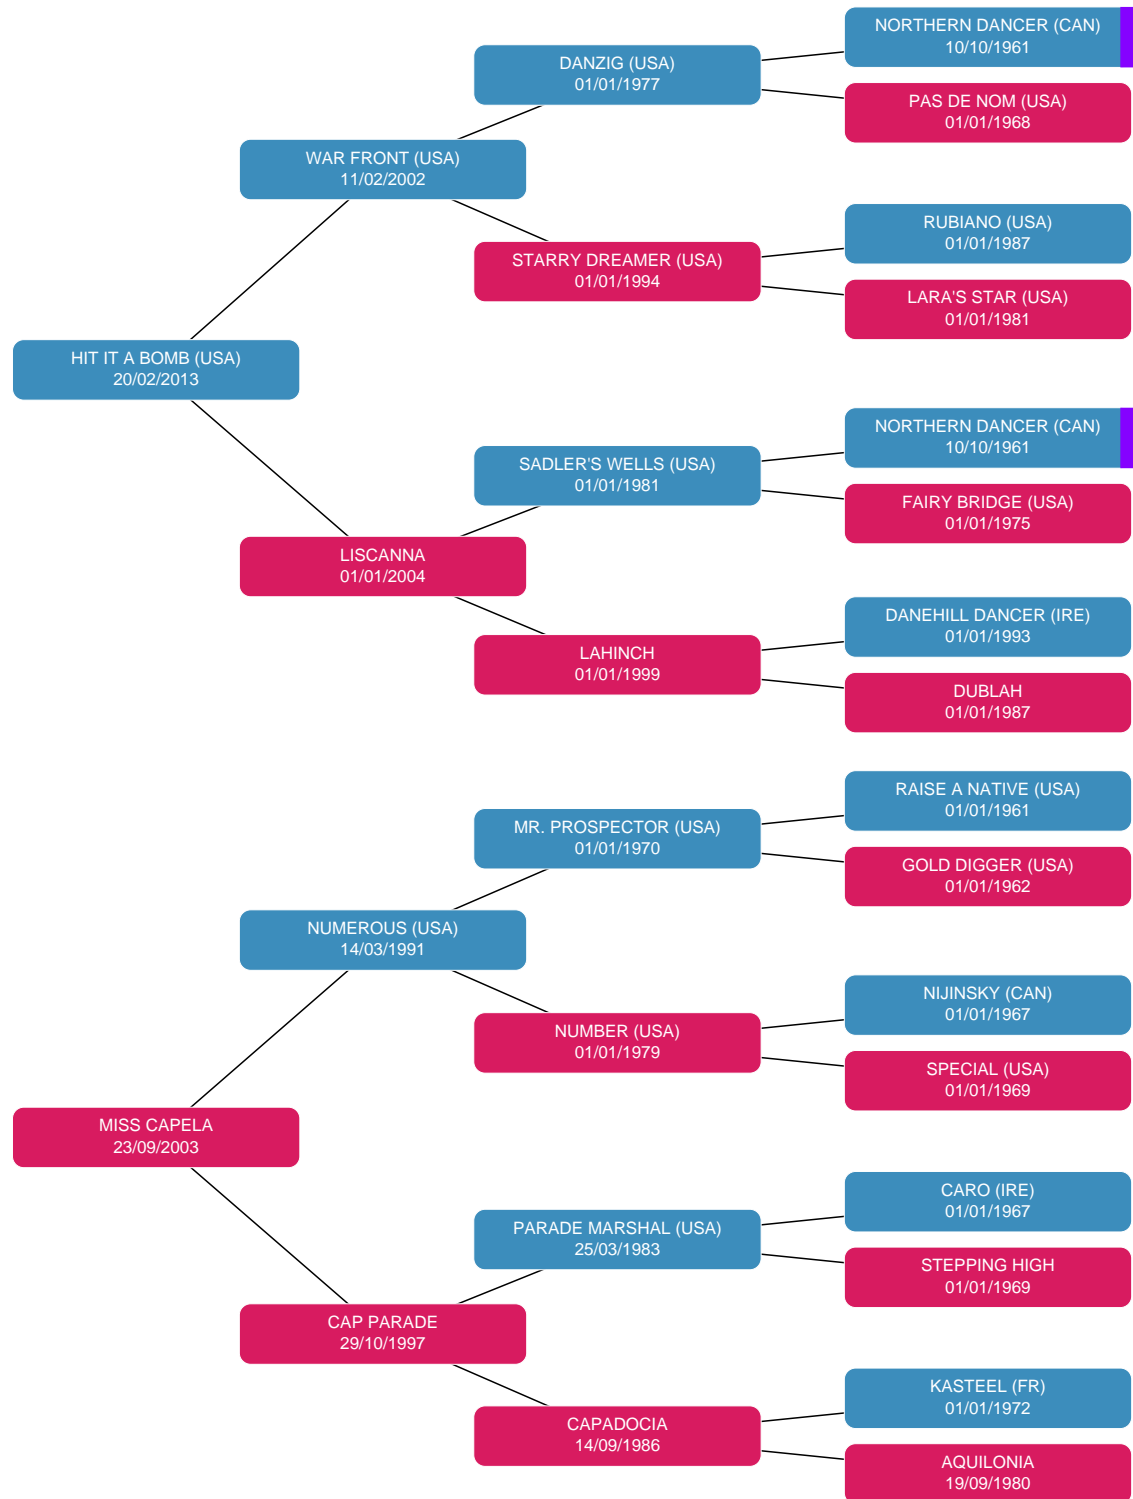 NORTHERN DANCER (CAN)
10/10/1961
DANZIG (USA)
01/01/1977
PAS DE NOM (USA)
01/01/1968
WAR FRONT (USA)
11/02/2002
RUBIANO (USA)
01/01/1987
STARRY DREAMER (USA)
01/01/1994
LARA'S STAR (USA)
01/01/1981
HIT IT A BOMB (USA)
20/02/2013
NORTHERN DANCER (CAN)
10/10/1961
SADLER'S WELLS (USA)
01/01/1981
FAIRY BRIDGE (USA)
01/01/1975
LISCANNA
01/01/2004
DANEHILL DANCER (IRE)
01/01/1993
LAHINCH
01/01/1999
DUBLAH
01/01/1987
RAISE A NATIVE (USA)
01/01/1961
MR. PROSPECTOR (USA)
01/01/1970
GOLD DIGGER (USA)
01/01/1962
NUMEROUS (USA)
14/03/1991
NIJINSKY (CAN)
01/01/1967
NUMBER (USA)
01/01/1979
SPECIAL (USA)
01/01/1969
MISS CAPELA
23/09/2003
CARO (IRE)
01/01/1967
PARADE MARSHAL (USA)
25/03/1983
STEPPING HIGH
01/01/1969
CAP PARADE
29/10/1997
KASTEEL (FR)
01/01/1972
CAPADOCIA
14/09/1986
AQUILONIA
19/09/1980